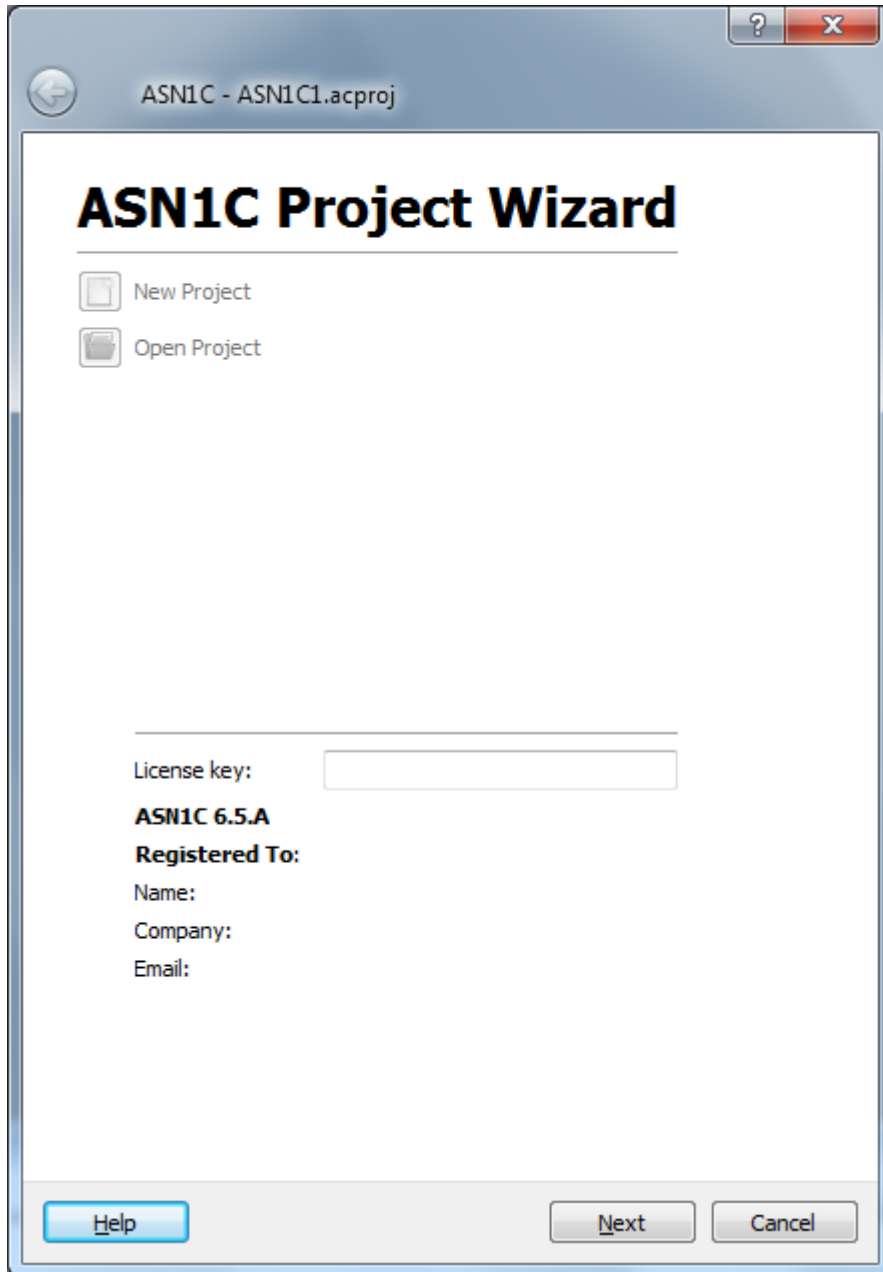 ASN1C - ASN1C1.acproj
ASN1C Project Wizard
New Project
Open Project
License key:
ASN1C 6.5.A
Registered To:
Name:
Company:
Email:
Help
Next
Cancel